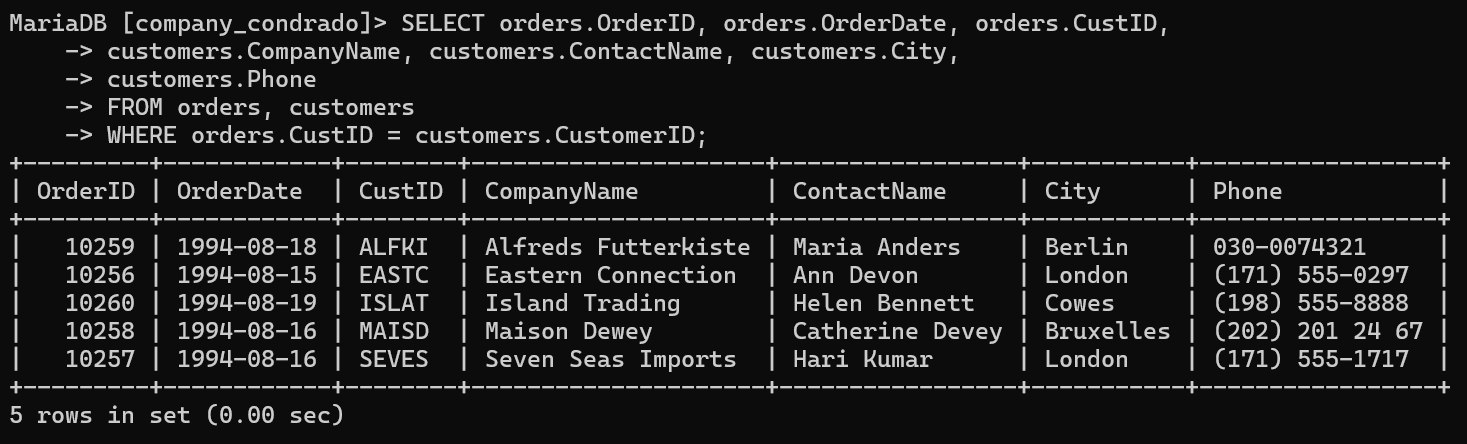 MariaDB [company_condrado]> SELECT orders.OrderID, orders.OrderDate, orders.CustID,
    -> customers.CompanyName, customers.ContactName, customers.City,
    -> customers.Phone
    -> FROM orders, customers
    -> WHERE orders.CustID = customers.CustomerID;
+---------+------------+--------+---------------------+-----------------+-----------+-----------------+
| OrderID | OrderDate  | CustID | CompanyName         | ContactName     | City      | Phone           |
+---------+------------+--------+---------------------+-----------------+-----------+-----------------+
|   10259 | 1994-08-18 | ALFKI  | Alfreds Futterkiste | Maria Anders    | Berlin    | 030-0074321     |
|   10256 | 1994-08-15 | EASTC  | Eastern Connection  | Ann Devon       | London    | (171) 555-0297  |
|   10260 | 1994-08-19 | ISLAT  | Island Trading      | Helen Bennett   | Cowes     | (198) 555-8888  |
|   10258 | 1994-08-16 | MAISD  | Maison Dewey        | Catherine Devey | Bruxelles | (202) 201 24 67 |
|   10257 | 1994-08-16 | SEVES  | Seven Seas Imports  | Hari Kumar      | London    | (171) 555-1717  |
+---------+------------+--------+---------------------+-----------------+-----------+-----------------+
5 rows in set (0.00 sec)